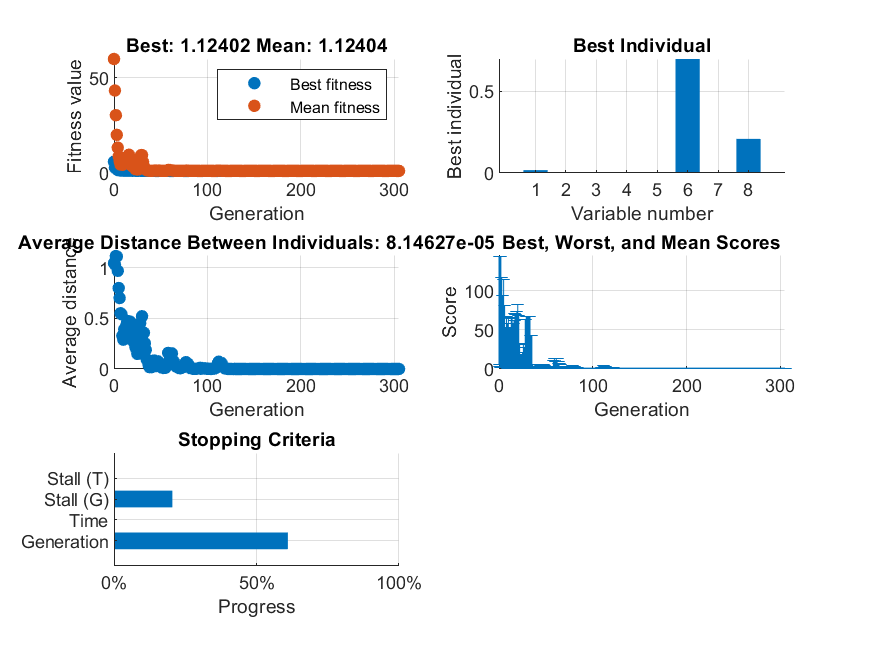 Best: 1.12402 Mean: 1.12404
Fitness value
50
0
Best fitness
Mean fitness
0 100 200 300
Generation
Best Individual
Best individual
0.5
0
1 2 3 4 5 6 7 8
Variable number
Average Distance Between Individuals: 8.14627e-05
Average distance
1
0.5
0
0 100 200 300
Generation
Best, Worst, and Mean Scores
Score
100
50
0
0 100 200 300
Generation
Stopping Criteria
Stall (T)
Stall (G)
Time
Generation
0% 50% 100%
Progress